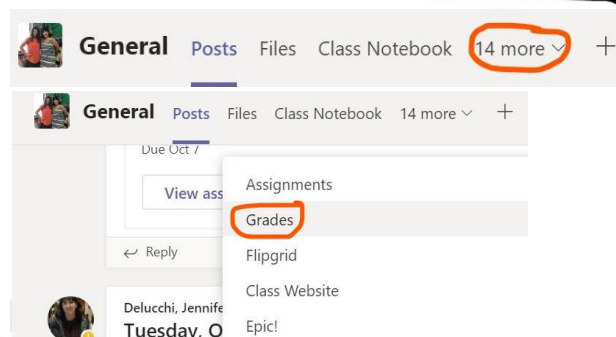 General Posts Files Class Notebook 14 more +
General Posts Files Class Notebook 14 more +
Due Oct 7
View ass
Assignments
Grades
Reply
Flipgrid
Class Website
Delucchi, Jennife
Tuesday, O
Epic!